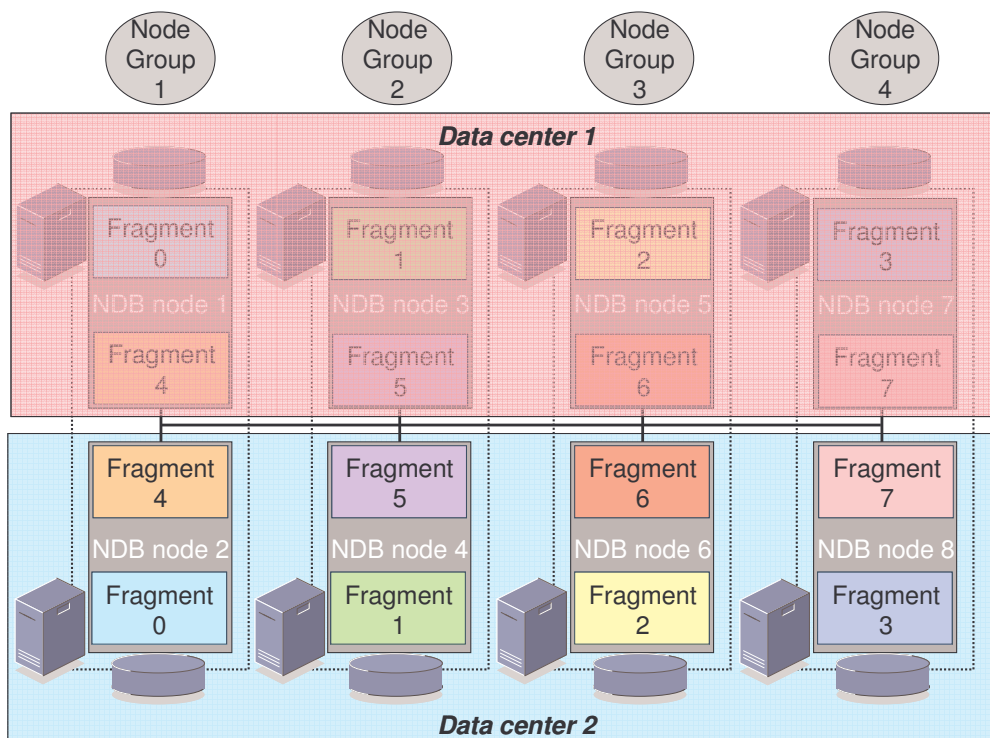 Node
Group
1
Node
Group
2
Node
Group
3
Node
Group
4
Data center 1
Fragment
0
Fragment
1
Fragment
2
Fragment
3
NDB node 1
NDB node 3
NDB node 5
NDB node 7
Fragment
4
Fragment
5
Fragment
6
Fragment
7
Fragment
4
Fragment
5
Fragment
6
Fragment
7
NDB node 2
NDB node 4
NDB node 6
NDB node 8
Fragment
0
Fragment
1
Fragment
2
Fragment
3
Data center 2